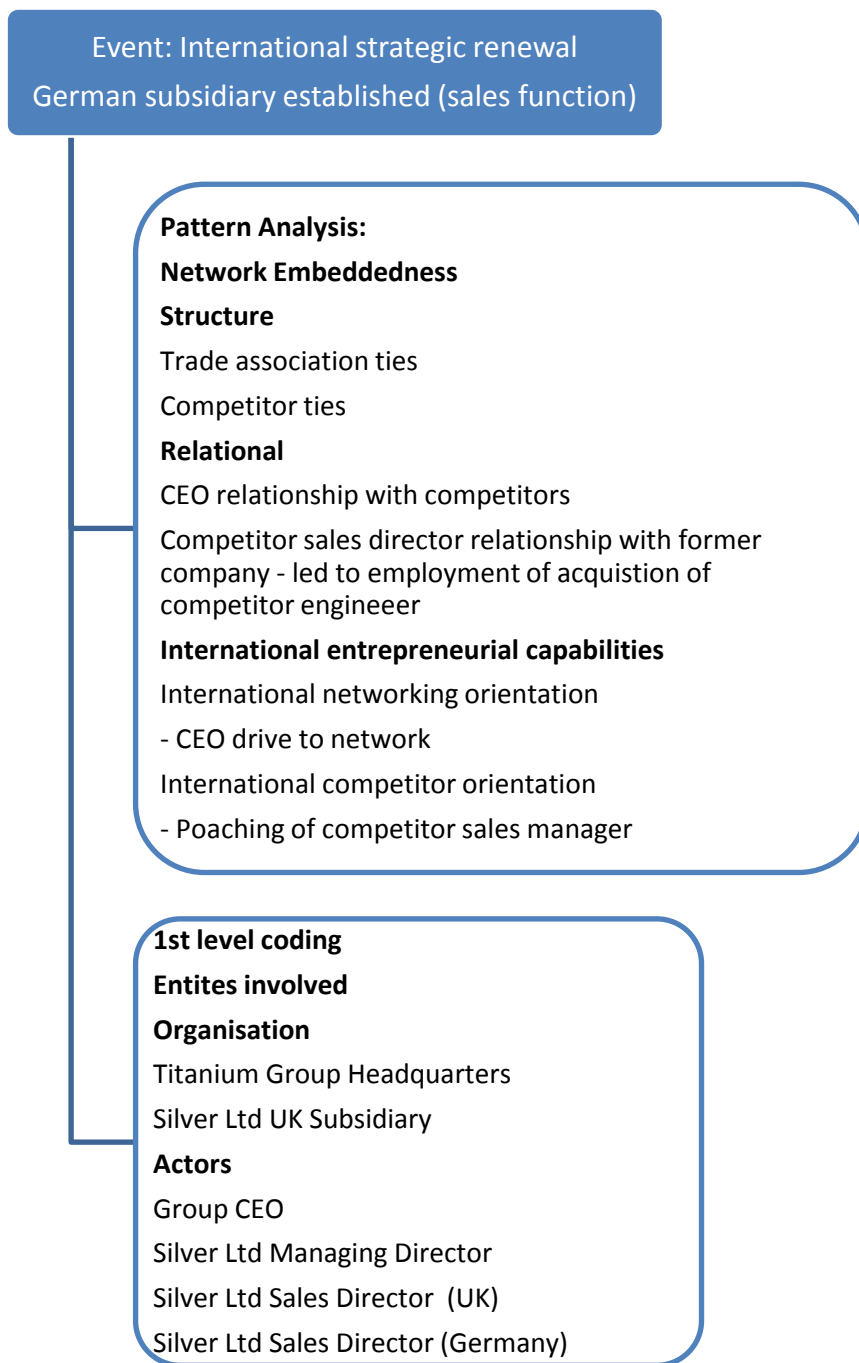 Event: International strategic renewal
German subsidiary established (sales function)
Pattern Analysis:
Network Embeddedness
Structure
Trade association ties
Competitor ties
Relational
CEO relationship with competitors
Competitor sales director relationship with former
company - led to employment of acquistion of
competitor engineeer
International entrepreneurial capabilities
International networking orientation
- CEO drive to network
International competitor orientation
- Poaching of competitor sales manager
1st level coding
Entites involved
Organisation
Titanium Group Headquarters
Silver Ltd UK Subsidiary
Actors
Group CEO
Silver Ltd Managing Director
Silver Ltd Sales Director (UK)
Silver Ltd Sales Director (Germany)